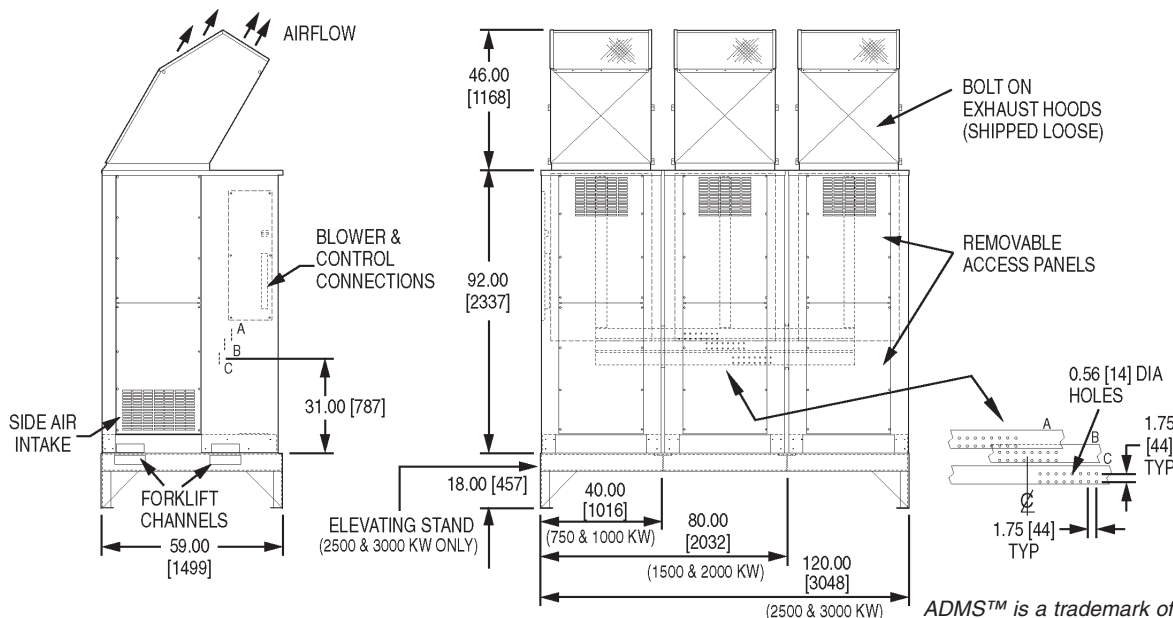 AIRFLOW
46.00
[1168]
BOLT ON
EXHAUST HOODS
(SHIPPED LOOSE)
BLOWER &
CONTROL
CONNECTIONS
92.00
[2337]
REMOVABLE
ACCESS PANELS
A
B
C
31.00 [787]
SIDE AIR
INTAKE
0.56 [14] DIA
HOLES
1.75
[44]
TYP
A
B
C
FORKLIFT
CHANNELS
18.00 [457]
ELEVATING STAND
(2500 & 3000 KW ONLY)
40.00
[1016]
(750 & 1000 KW)
80.00
[2032]
(1500 & 2000 KW)
1.75 [44]
TYP
59.00
[1499]
120.00
[3048]
(2500 & 3000 KW)
ADMS™ is a trademark of